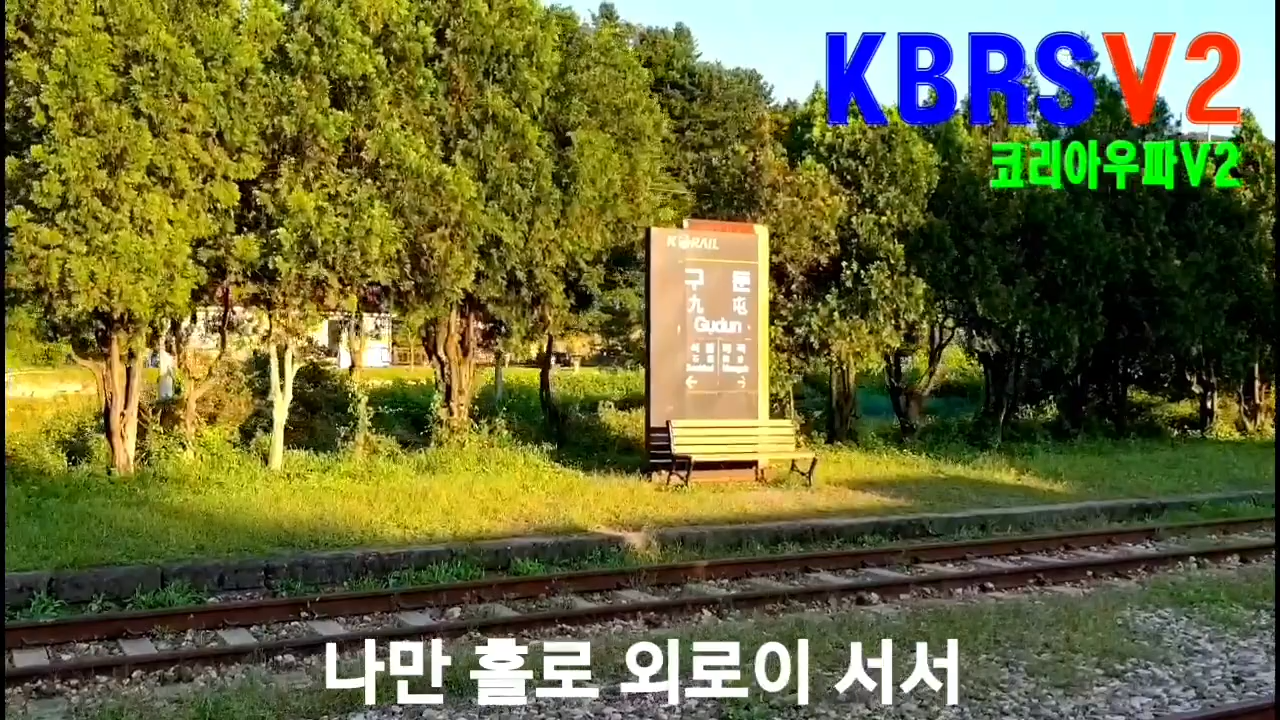 KBRSV2
코리아우파V2
KORAIL
구 둔
九 屯
Gudun
나만 홀로 외로이 서서